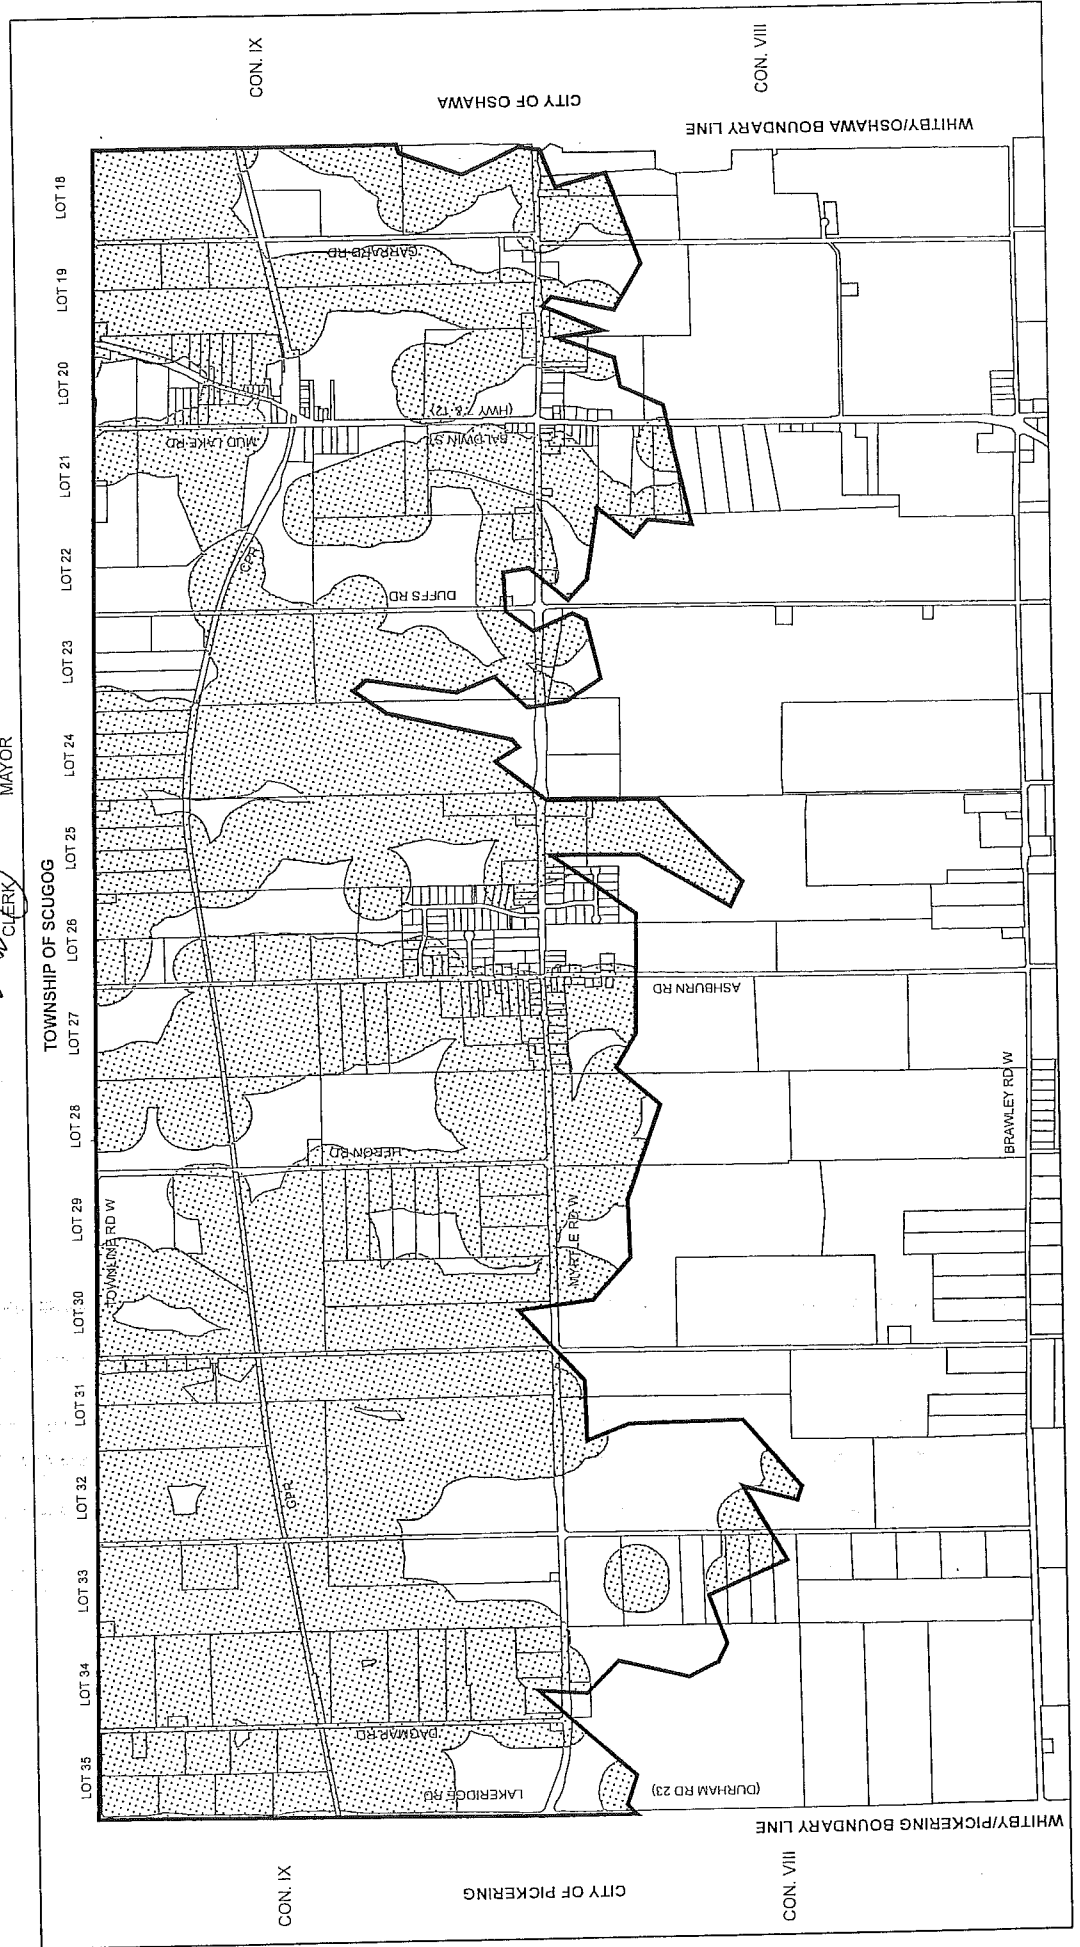 MAYOR
CLERK
TOWNSHIP OF SCUGOG
CON. IX
CITY OF OSHAWA
WHITBY/OSHAWA BOUNDARY LINE
CON. VIII
LOT 18
LOT 19
LOT 20
LOT 21
LOT 22
LOT 23
LOT 24
LOT 25
LOT 26
LOT 27
LOT 28
LOT 29
LOT 30
LOT 31
LOT 32
LOT 33
LOT 34
LOT 35
GARRARD RD
MUD LAKE RD
BALDWIN ST
(HWY 7 & 12)
CPR
DUFFS RD
ASHBURN RD
HERON RD
TOWNLINE RD W
MYRTLE RD W
BRAWLEY RD W
CPR
DAGMAR RD
LAKERIDGE RD
(DURHAM RD 23)
WHITBY/PICKERING BOUNDARY LINE
CON. IX
CITY OF PICKERING
CON. VIII